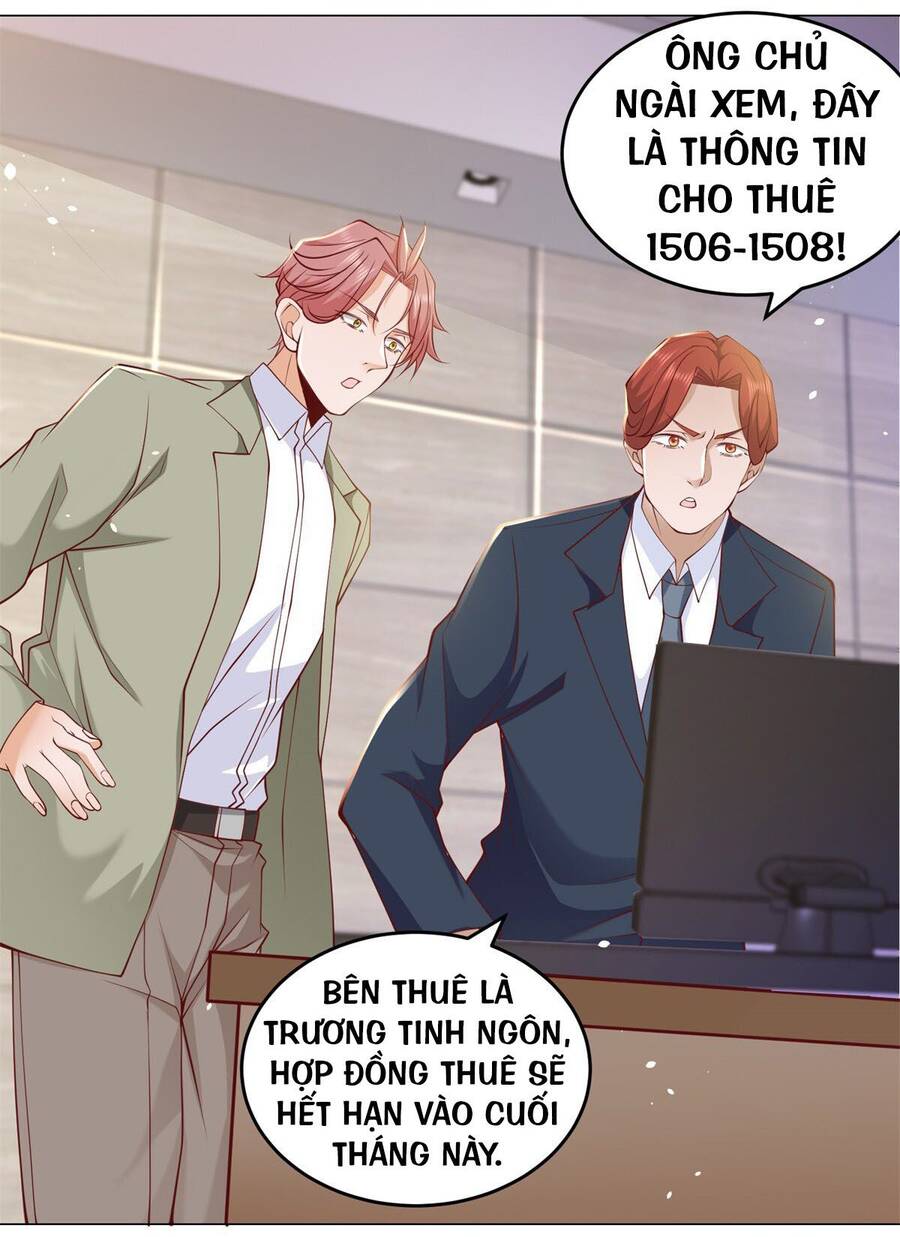 ÔNG CHỦ
NGÀI XEM, ĐÂY
LÀ THÔNG TIN
CHO THUÊ
1506-1508!
BÊN THUÊ LÀ
TRƯƠNG TINH NGÔN,
HỢP ĐỒNG THUÊ SẼ
HẾT HẠN VÀO CUỐI
THÁNG NÀY.